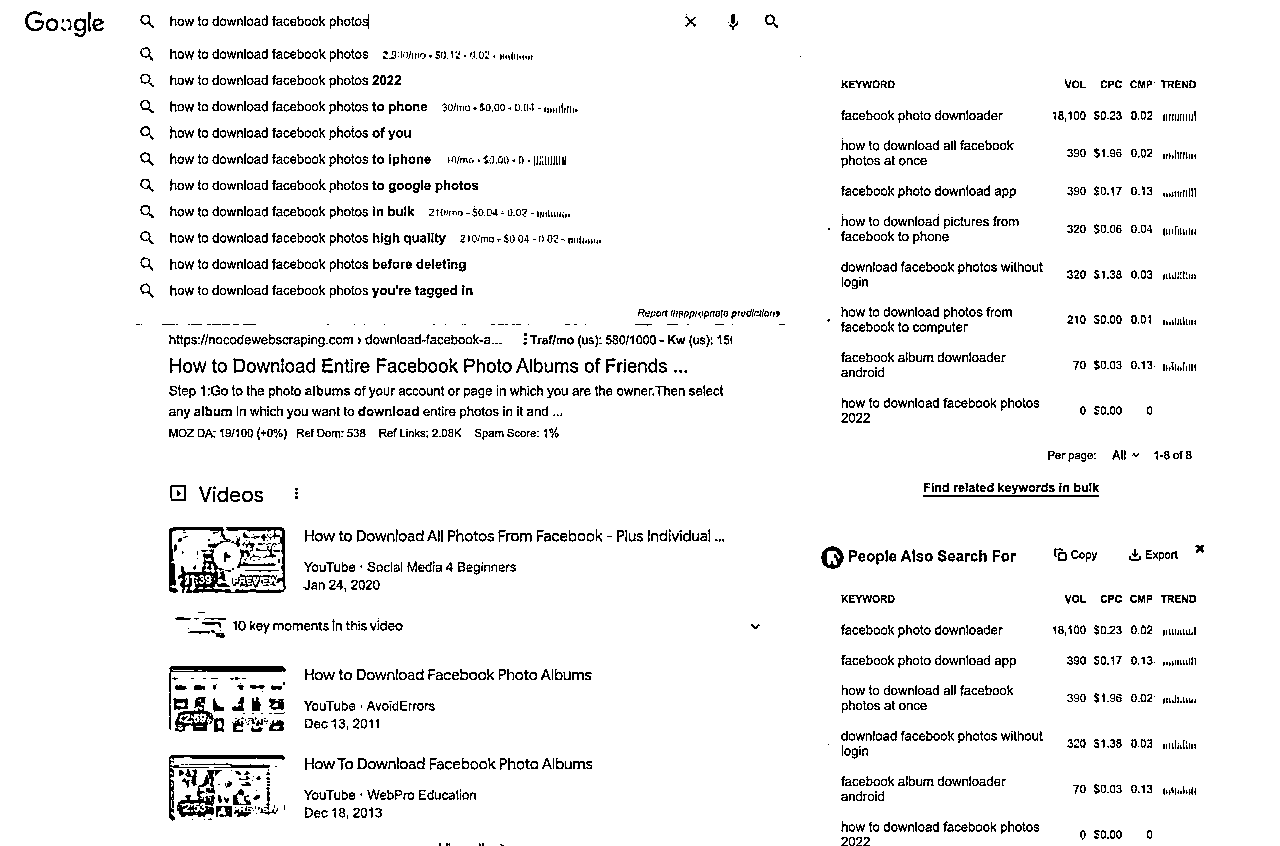 Google
how to download facebook photos
how to download facebook photos
how to download facebook photos 2022
how to download facebook photos to phone 30/mo - $0.00 - 0.04 -
how to download facebook photos of you
how to download facebook photos to iphone 10/mo - $0.00 - 0 -
how to download facebook photos to google photos
how to download facebook photos in bulk 210/mo - $0.04 - 0.02 -
how to download facebook photos high quality 210/mo - $0.04 - 0.02 -
how to download facebook photos before deleting
how to download facebook photos you're tagged in
Report inappropriate predictions
https://nocodewebscraping.com › download-facebook-a... Traf/mo (us): 580/1000 - Kw (us):
How to Download Entire Facebook Photo Albums of Friends ...
Step 1:Go to the photo albums of your account or page in which you are the owner.Then select
any album in which you want to download entire photos in it and ...
MOZ DA: 19/100 (+0%) Ref Dom: 538 Ref Links: 2.08K Spam Score: 1%
Videos
How to Download All Photos From Facebook - Plus Individual ...
YouTube · Social Media 4 Beginners
Jan 24, 2020
PREVIEW
10 key moments in this video
How to Download Facebook Photo Albums
YouTube · AvoidErrors
Dec 13, 2011
How To Download Facebook Photo Albums
YouTube · WebPro Education
Dec 18, 2013
2:53
PREVIEW
KEYWORD VOL CPC CMP TREND
facebook photo downloader 18,100 $0.23 0.02
how to download all facebook
photos at once 390 $1.96 0.02
facebook photo download app 390 $0.17 0.13
how to download pictures from
facebook to phone 320 $0.06 0.04
download facebook photos without
login 320 $1.38 0.03
how to download photos from
facebook to computer 210 $0.00 0.01
facebook album downloader
android 70 $0.03 0.13
how to download facebook photos
2022 0 $0.00 0
Per page: All 1-8 of 8
Find related keywords in bulk
People Also Search For Copy Export
KEYWORD VOL CPC CMP TREND
facebook photo downloader 18,100 $0.23 0.02
facebook photo download app 390 $0.17 0.13
how to download all facebook
photos at once 390 $1.96 0.02
download facebook photos without
login 320 $1.38 0.03
facebook album downloader
android 70 $0.03 0.13
how to download facebook photos
2022 0 $0.00 0